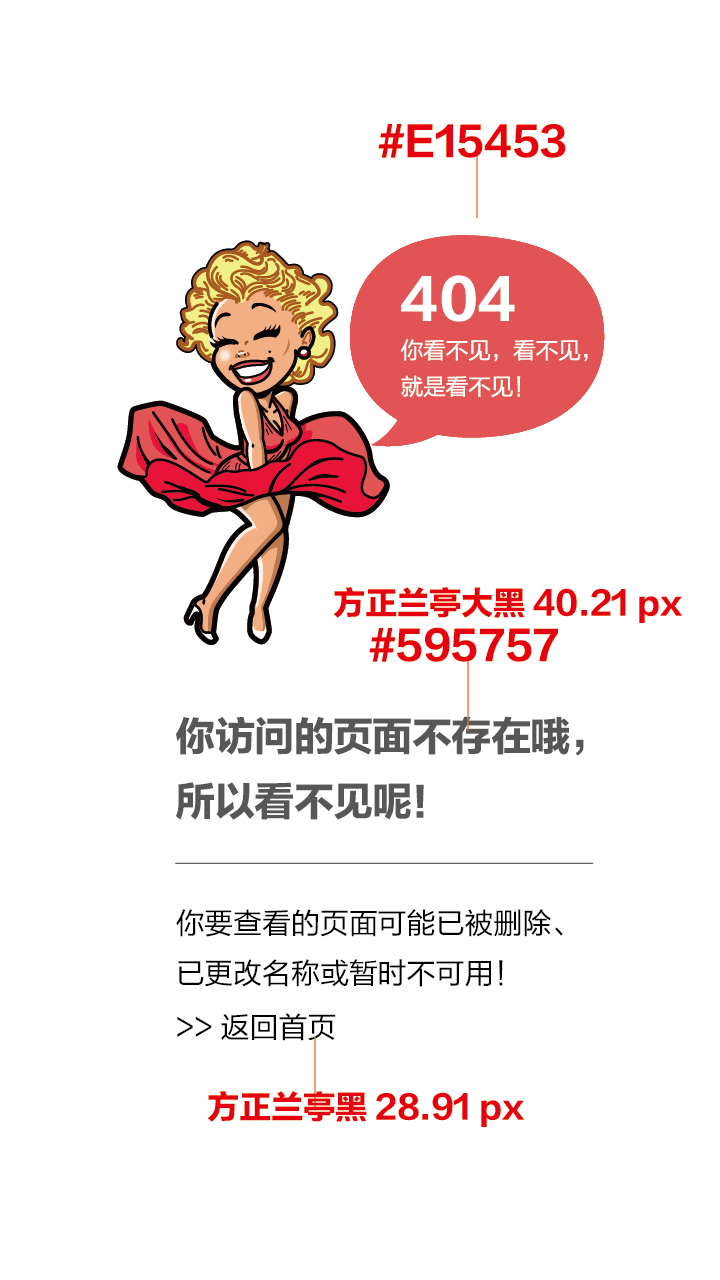 #E15453
404
你看不见，看不见，
就是看不见！
方正兰亭大黑 40.21 px
#595757
你访问的页面不存在哦，
所以看不见呢！
你要查看的页面可能已被删除、
已更改名称或暂时不可用！
>> 返回首页
方正兰亭黑 28.91 px